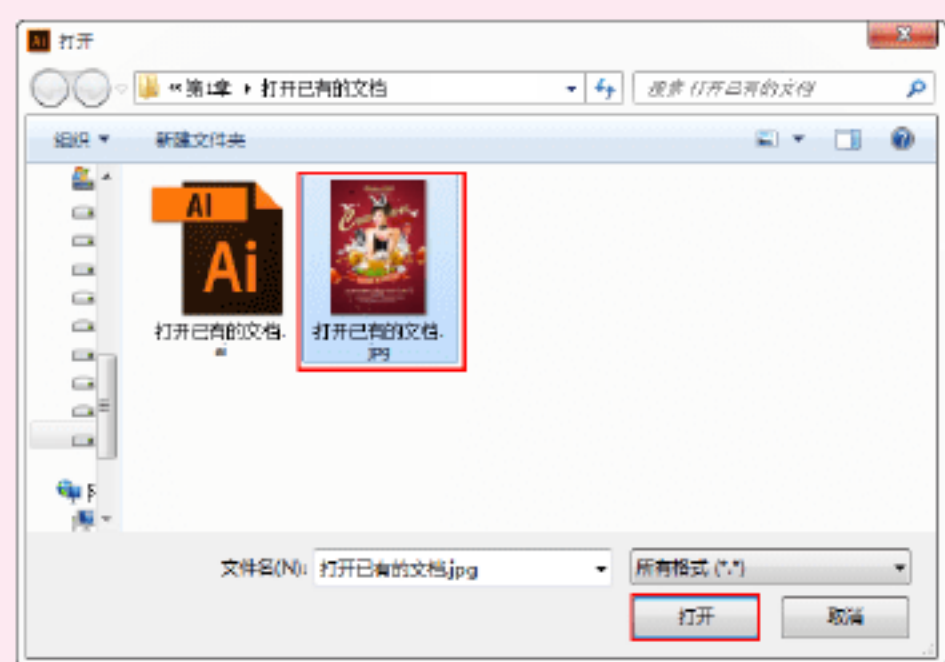 打开
« 第1章 打开已有的文档
搜索 打开已有的文档
组织
新建文件夹
AI
Ai
打开已有的文档.
ai
打开已有的文档.
jpg
文件名(N): 打开已有的文档.jpg
所有格式 (*.*)
打开
取消